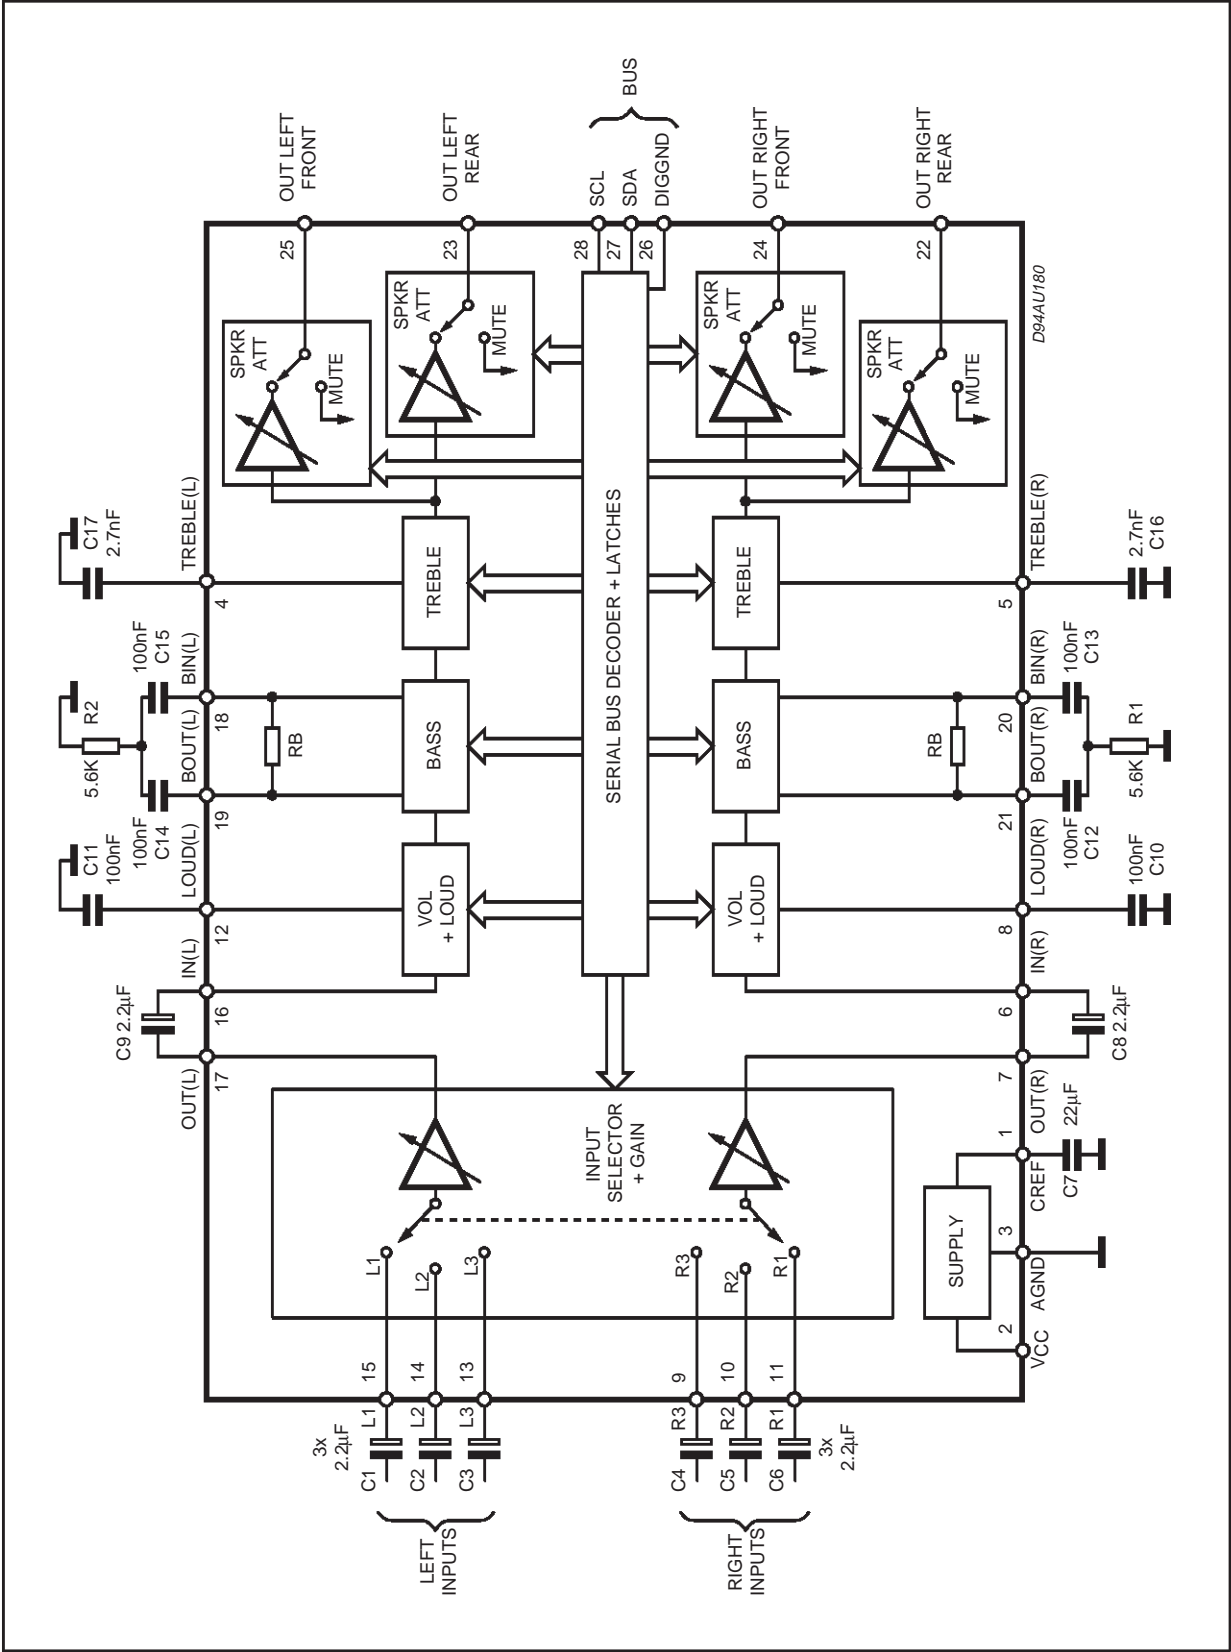 C17
2.7nF
TREBLE(L)
4
R2
5.6K
100nF
C15
BIN(L)
18
BOUT(L)
100nF
C14
19
C11
100nF
LOUD(L)
12
IN(L)
16
C9 2.2µF
OUT(L)
17
OUT LEFT
FRONT
25
SPKR
ATT
MUTE
OUT LEFT
REAR
23
SPKR
ATT
MUTE
RB
TREBLE
BASS
VOL
+ LOUD
BUS
SCL
SDA
DIGGND
28
27
26
SERIAL BUS DECODER + LATCHES
INPUT
SELECTOR
+ GAIN
L1
L2
L3
R3
R2
R1
15
14
13
L1
L2
L3
3x
2.2µF
C1
C2
C3
LEFT
INPUTS
9
10
11
R3
R2
R1
C4
C5
C6
3x
2.2µF
RIGHT
INPUTS
OUT RIGHT
FRONT
24
SPKR
ATT
MUTE
OUT RIGHT
REAR
22
SPKR
ATT
MUTE
TREBLE
BASS
VOL
+ LOUD
RB
SUPPLY
D94AU180
5
TREBLE(R)
2.7nF
C16
20
BIN(R)
100nF
C13
BOUT(R)
21
100nF
C12
R1
5.6K
8
LOUD(R)
100nF
C10
6
IN(R)
C8 2.2µF
7
OUT(R)
1
CREF
C7
22µF
3
AGND
2
VCC